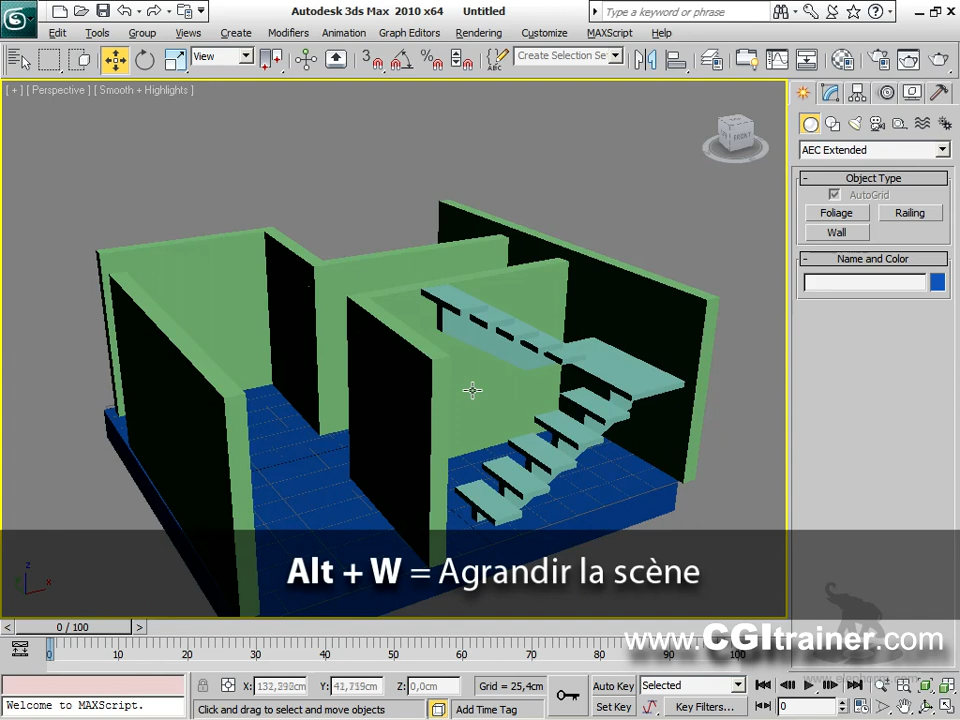 Autodesk 3ds Max 2010 x64 Untitled
Type a keyword or phrase
Edit Tools Group Views Create Modifiers Animation Graph Editors Rendering Customize MAXScript Help
View
3
Create Selection Se
[ + ] [ Perspective ] [ Smooth + Highlights ]
FRONT
AEC Extended
- Object Type
AutoGrid
Foliage Railing
Wall
- Name and Color
z
x
Alt + W = Agrandir la scène
< 0 / 100 >
www.CGItrainer.com
0 10 20 30 40 50 60 70 80 90 100
X: 132,398cm Y: 41,719cm Z: 0,0cm Grid = 25,4cm
Auto Key Selected
Welcome to MAXScript.
Click and drag to select and move objects
Add Time Tag
Set Key Key Filters...
0